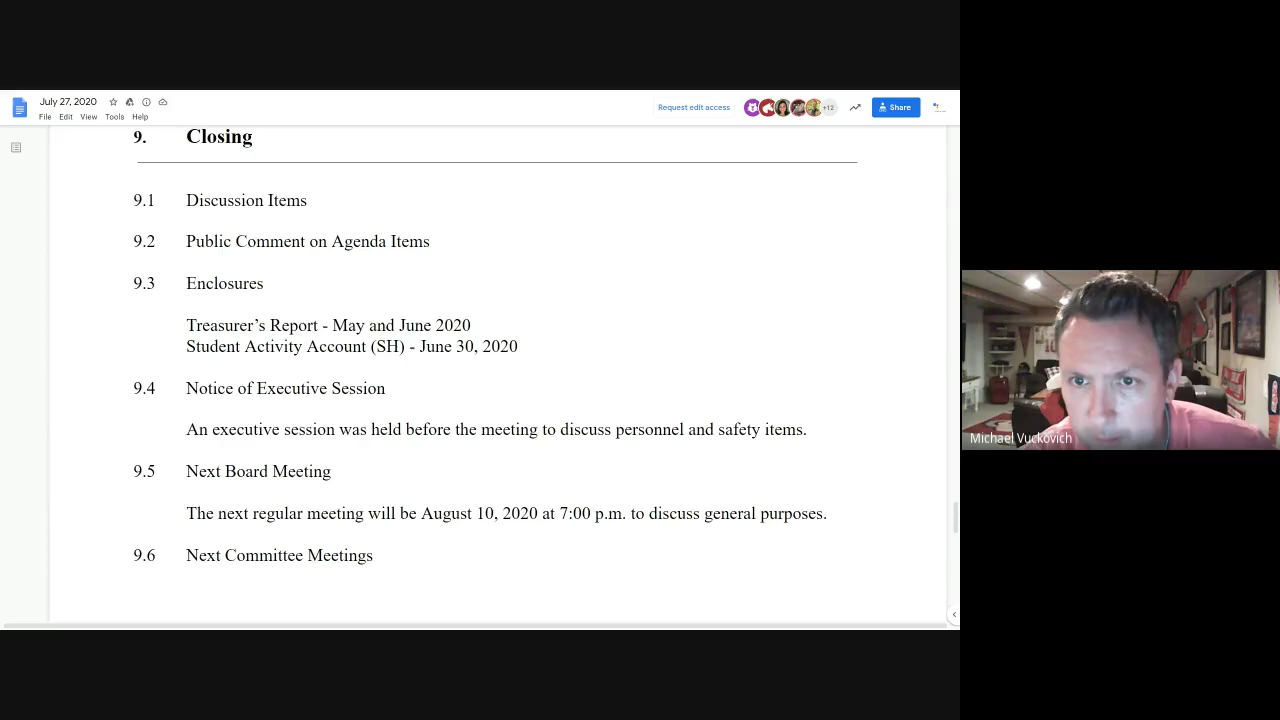 July 27, 2020
File Edit View Tools Help
Request edit access
+12
Share
9. Closing
9.1 Discussion Items
9.2 Public Comment on Agenda Items
9.3 Enclosures
Treasurer’s Report - May and June 2020
Student Activity Account (SH) - June 30, 2020
9.4 Notice of Executive Session
An executive session was held before the meeting to discuss personnel and safety items.
9.5 Next Board Meeting
The next regular meeting will be August 10, 2020 at 7:00 p.m. to discuss general purposes.
9.6 Next Committee Meetings
Michael Vuckovich